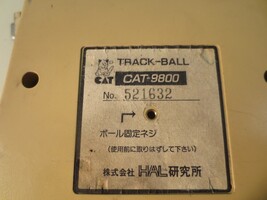 CAT
TRACK-BALL
CAT-9800
No. 521632
ボール固定ネジ
(使用前に取りはずして下さい)
株式会社 HAL研究所